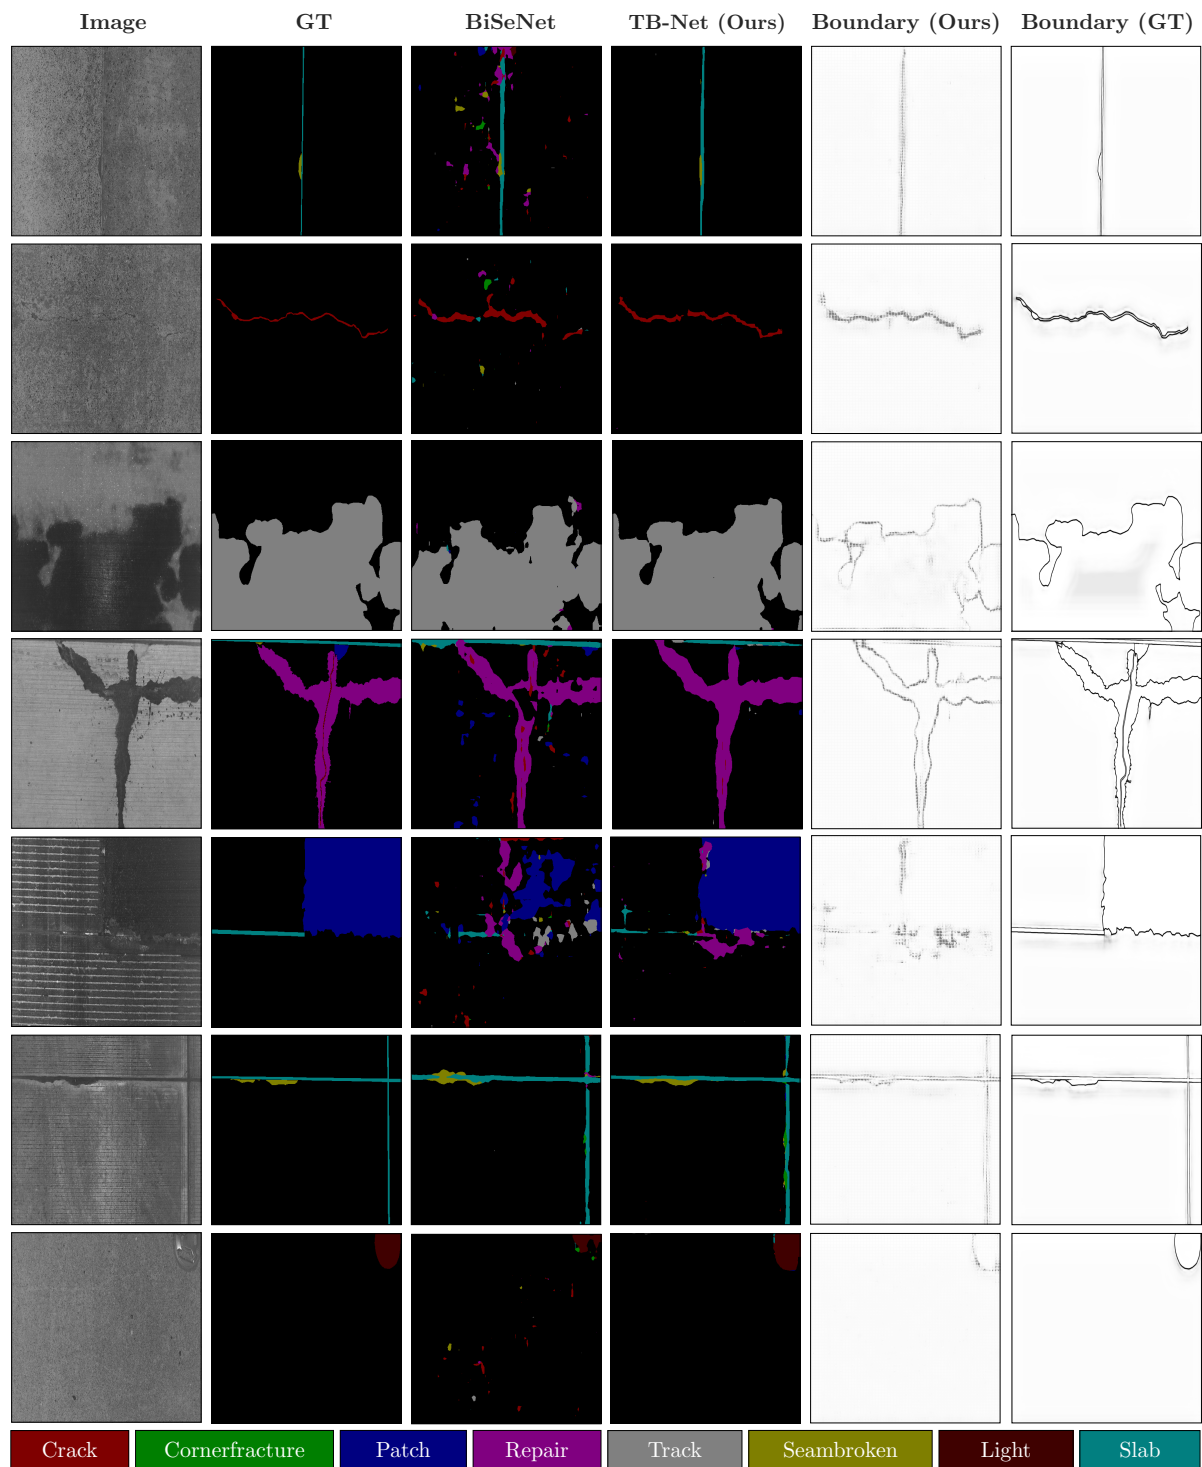 Image GT BiSeNet TB-Net (Ours) Boundary (Ours) Boundary (GT)
Crack Cornerfracture Patch Repair Track Seambroken Light Slab